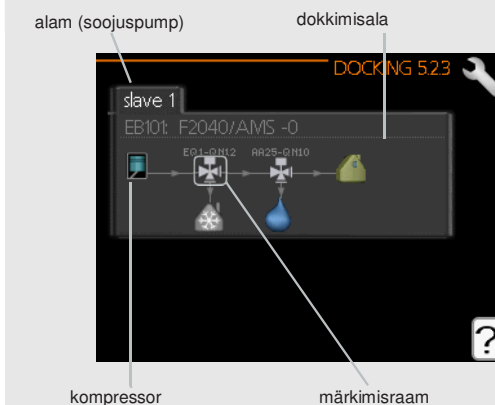 alam (soojuspump)
dokkimisala
DOCKING 5.2.3
slave 1
EB101: F2040/AMS -0
EQ1-QN12 AA25-QN10
?
kompressor
märkimisraam